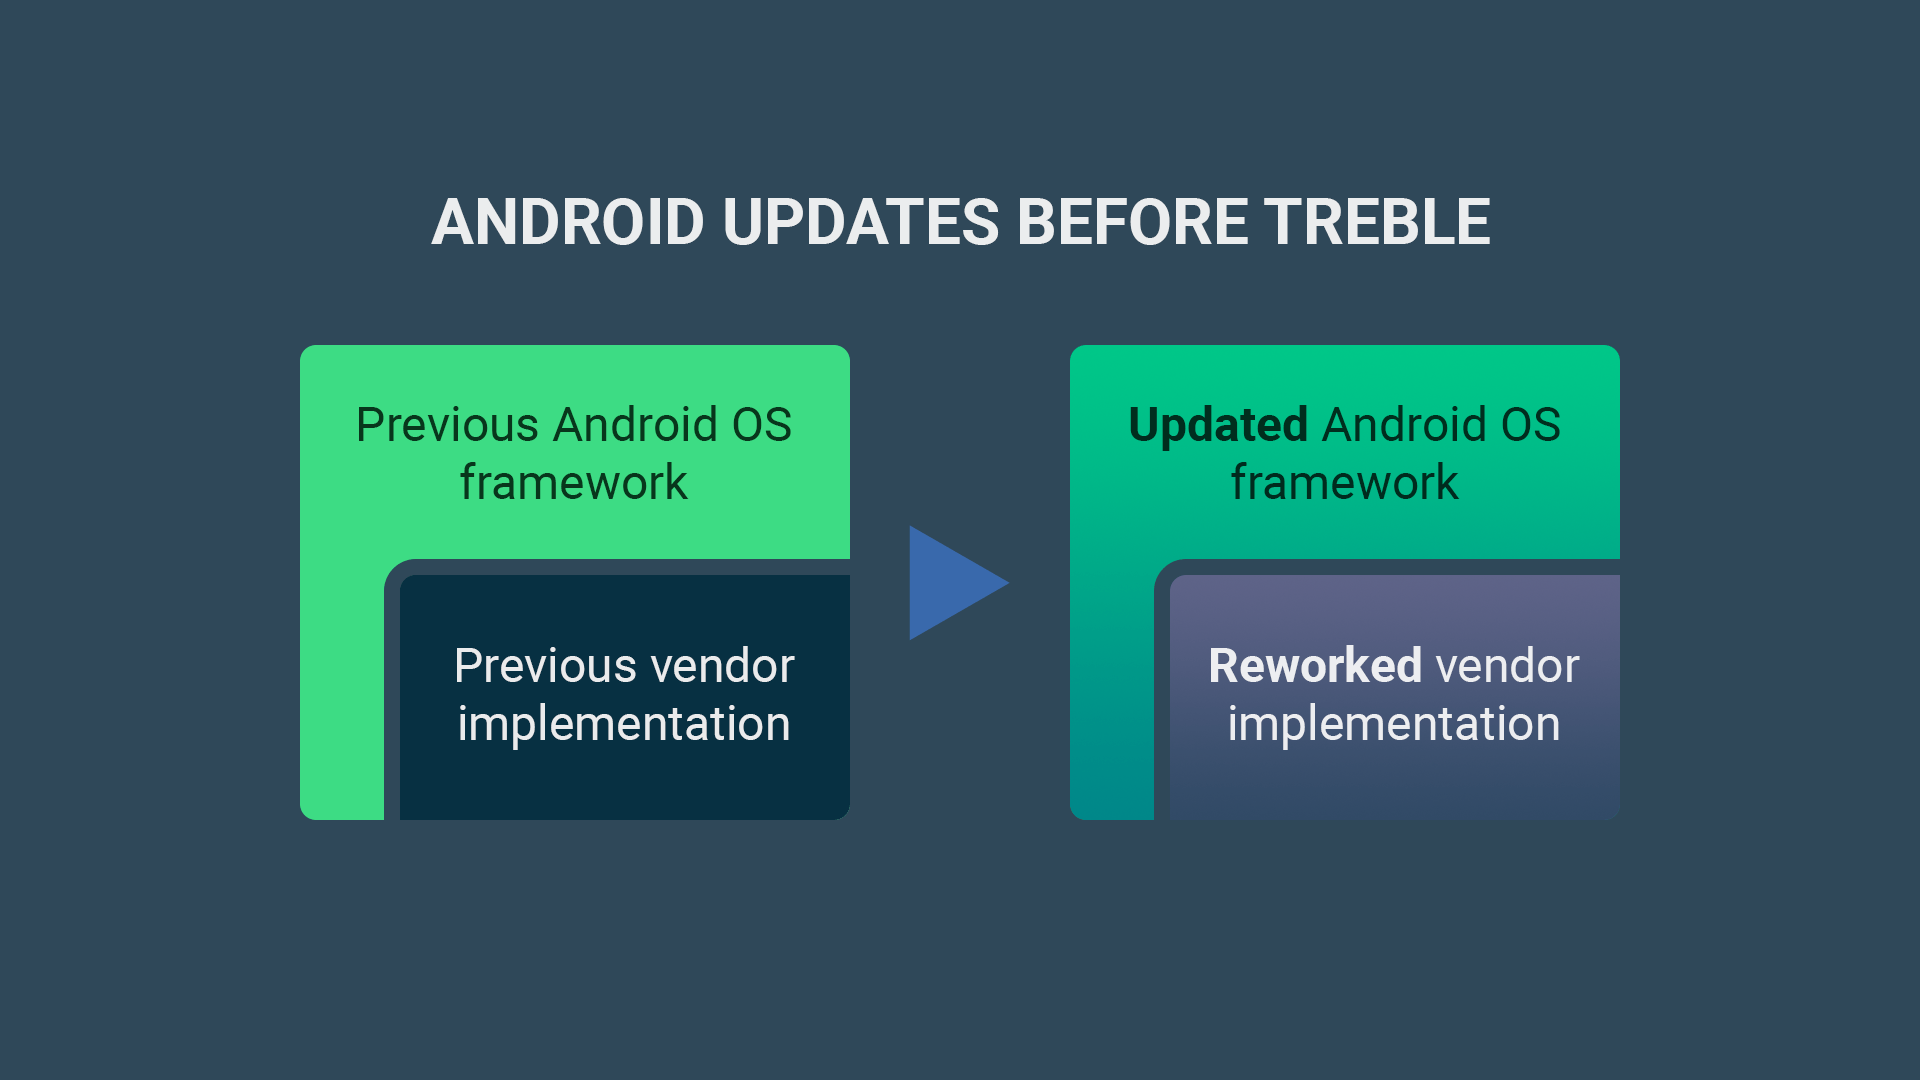 ANDROID UPDATES BEFORE TREBLE
Previous Android OS
framework
Previous vendor
implementation
Updated Android OS
framework
Reworked vendor
implementation